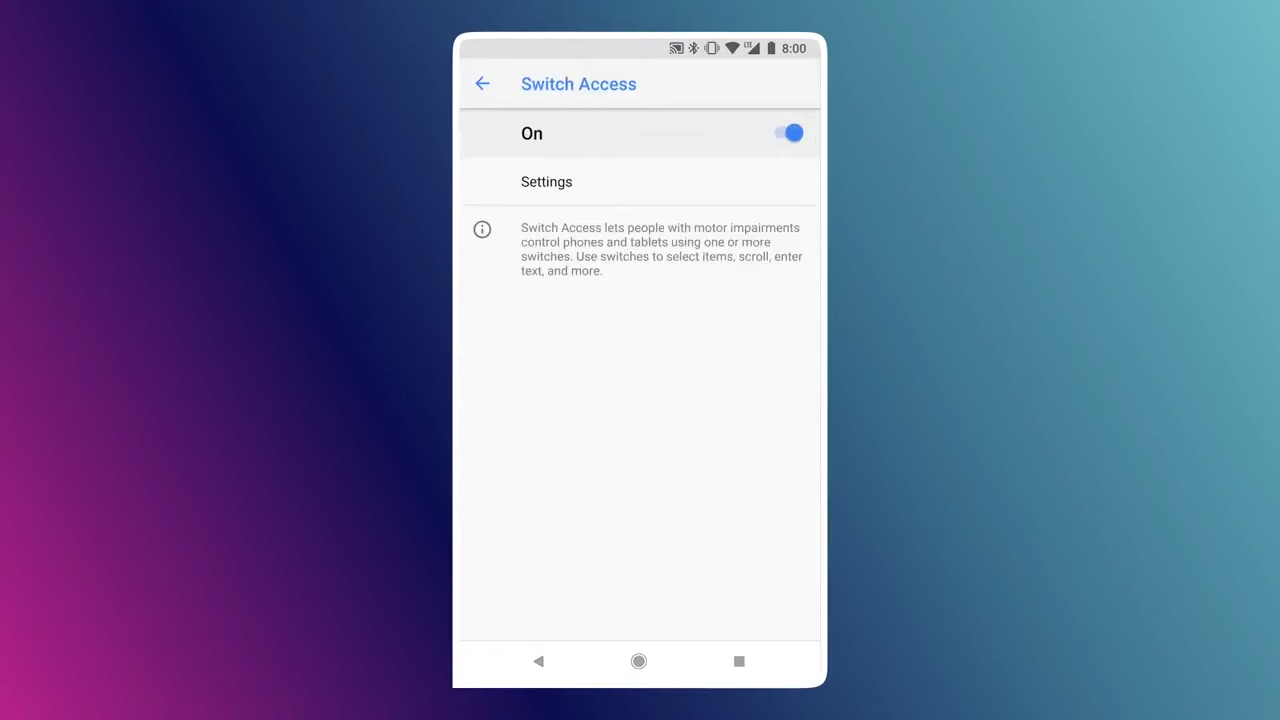 LTE 8:00
Switch Access
On
Settings
Switch Access lets people with motor impairments
control phones and tablets using one or more
switches. Use switches to select items, scroll, enter
text, and more.